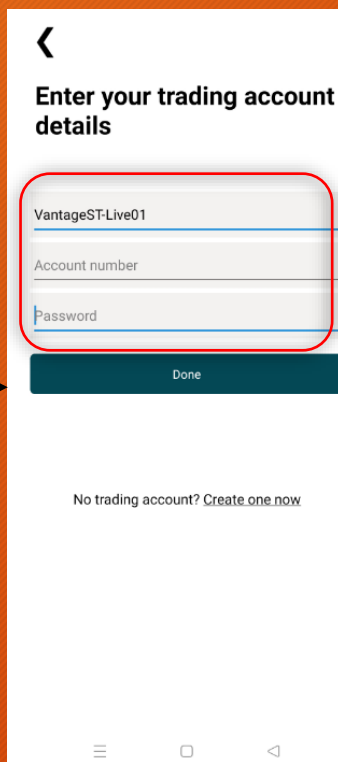 Enter your trading account
details
VantageST-Live01
Account number
Password
Done
No trading account? Create one now